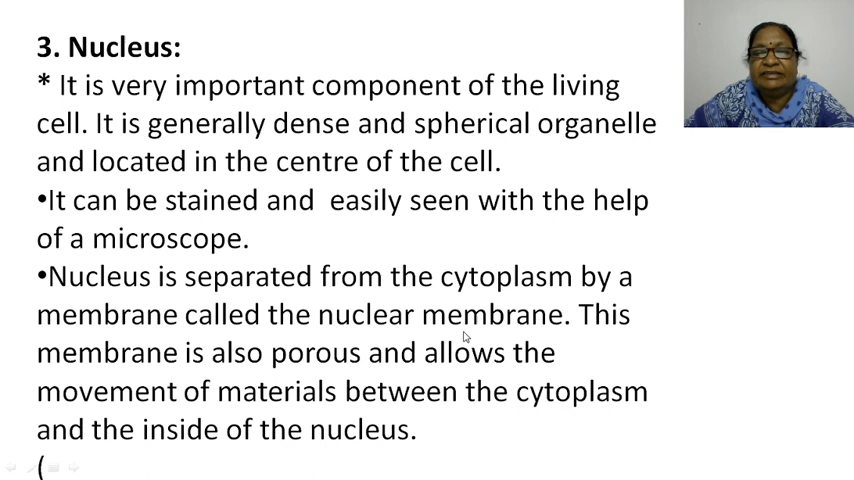 3. Nucleus:
* It is very important component of the living
cell. It is generally dense and spherical organelle
and located in the centre of the cell.
•It can be stained and  easily seen with the help
of a microscope.
•Nucleus is separated from the cytoplasm by a
membrane called the nuclear membrane. This
membrane is also porous and allows the
movement of materials between the cytoplasm
and the inside of the nucleus.
(